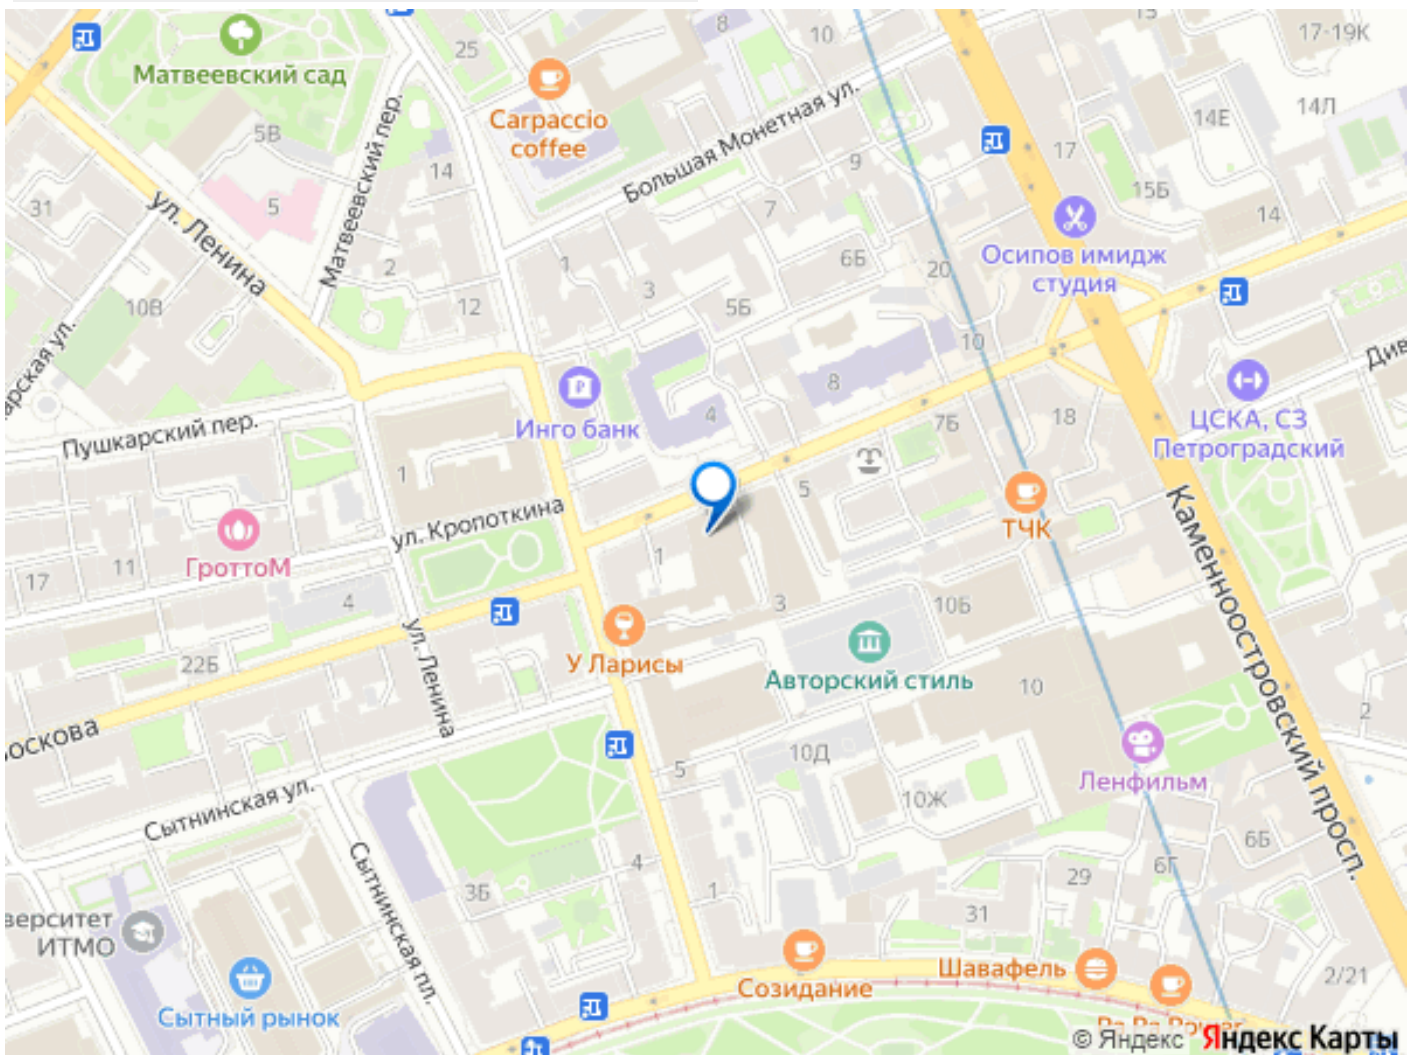 Матвеевский сад
25
8
10
15
17-19К
Carpaccio
coffee
Большая Монетная ул.
14Е
14Л
5В
Матвеевский пер.
14
9
17
15Б
31
5
ул. Ленина
7
14
2
1
6Б
20
Осипов имидж
студия
10В
12
3
5Б
10
8
Див
Инго банк
4
7Б
18
ЦСКА, СЗ
Петроградский
Пушкарский пер.
1
5
ул. Кропоткина
ТЧК
Каменноостровский просп.
ГроттоМ
17
11
1
4
3
10Б
ул. Ленина
22Б
У Ларисы
Авторский стиль
10
2
5
10Д
Ленфильм
Сытнинская ул.
10Ж
6Б
6Г
4
3Б
1
29
31
Сытнинская пл.
ИТМО
Сытный рынок
Созидание
Шавафель
2/21
© Яндекс Яндекс Карты